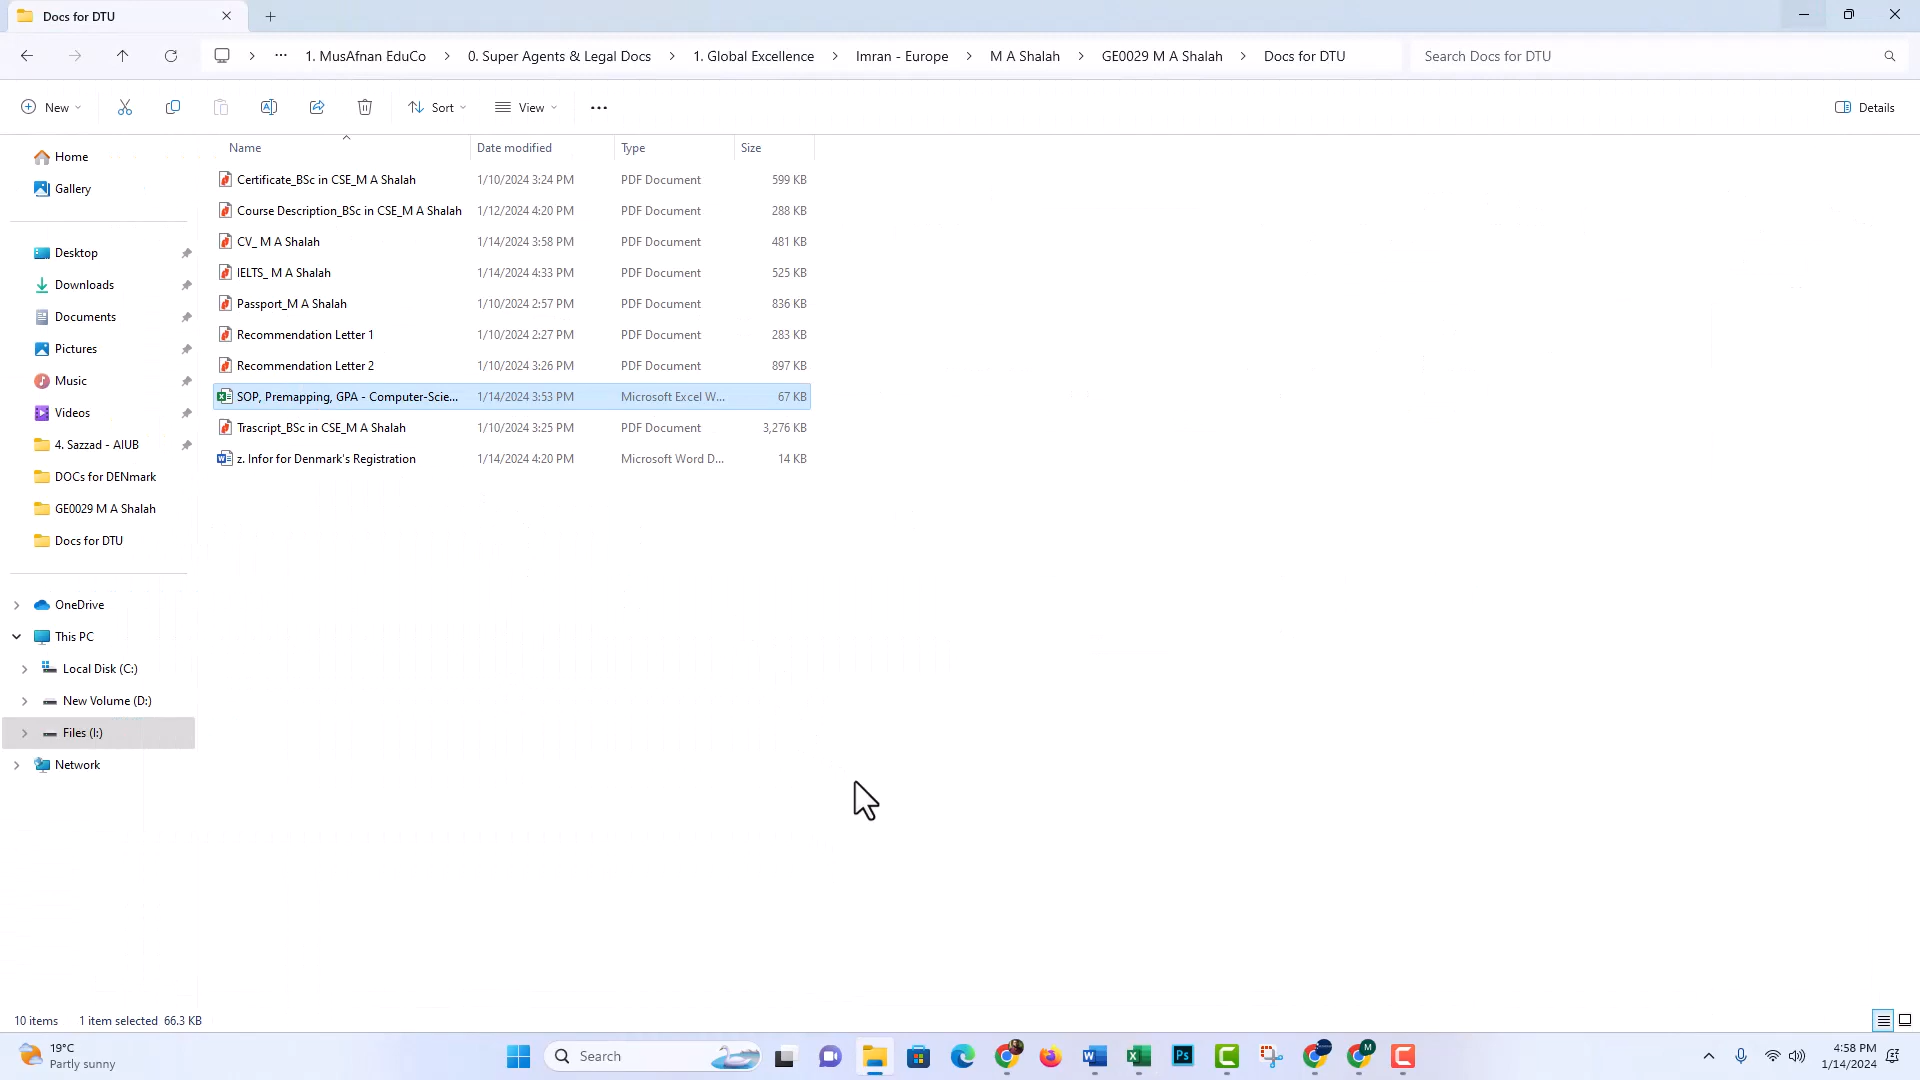 Docs for DTU
1. MusAfnan EduCo 0. Super Agents & Legal Docs 1. Global Excellence Imran - Europe M A Shalah GE0029 M A Shalah Docs for DTU Search Docs for DTU
New Sort View Details
Name Date modified Type Size
Certificate_BSc in CSE_M A Shalah 1/10/2024 3:24 PM PDF Document 599 KB
Course Description_BSc in CSE_M A Shalah 1/12/2024 4:20 PM PDF Document 288 KB
CV_ M A Shalah 1/14/2024 3:58 PM PDF Document 481 KB
IELTS_ M A Shalah 1/14/2024 4:33 PM PDF Document 525 KB
Passport_M A Shalah 1/10/2024 2:57 PM PDF Document 836 KB
Recommendation Letter 1 1/10/2024 2:27 PM PDF Document 283 KB
Recommendation Letter 2 1/10/2024 3:26 PM PDF Document 897 KB
SOP, Premapping, GPA - Computer-Scie... 1/14/2024 3:53 PM Microsoft Excel W... 67 KB
Trascript_BSc in CSE_M A Shalah 1/10/2024 3:25 PM PDF Document 3,276 KB
z. Infor for Denmark's Registration 1/14/2024 4:20 PM Microsoft Word D... 14 KB
Home
Gallery
Desktop
Downloads
Documents
Pictures
Music
Videos
4. Sazzad - AIUB
DOCs for DENmark
GE0029 M A Shalah
Docs for DTU
OneDrive
This PC
Local Disk (C:)
New Volume (D:)
Files (I:)
Network
10 items 1 item selected 66.3 KB
19°C
Partly sunny
Search
Ps
M
4:58 PM
1/14/2024